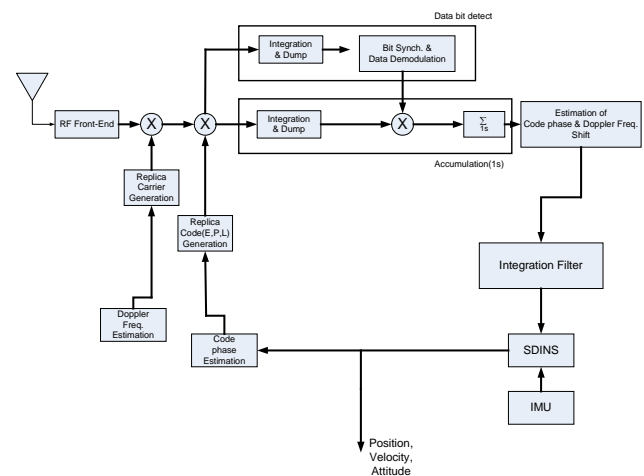 Data bit detect
Integration
& Dump
Bit Synch. &
Data Demodulation
RF Front-End
X
X
Integration
& Dump
X
Σ
1s
Estimation of
Code phase & Doppler Freq.
Shift
Accumulation(1s)
Replica
Carrier
Generation
Replica
Code(E,P,L)
Generation
Integration Filter
Doppler
Freq.
Estimation
Code
phase
Estimation
SDINS
IMU
Position,
Velocity,
Attitude